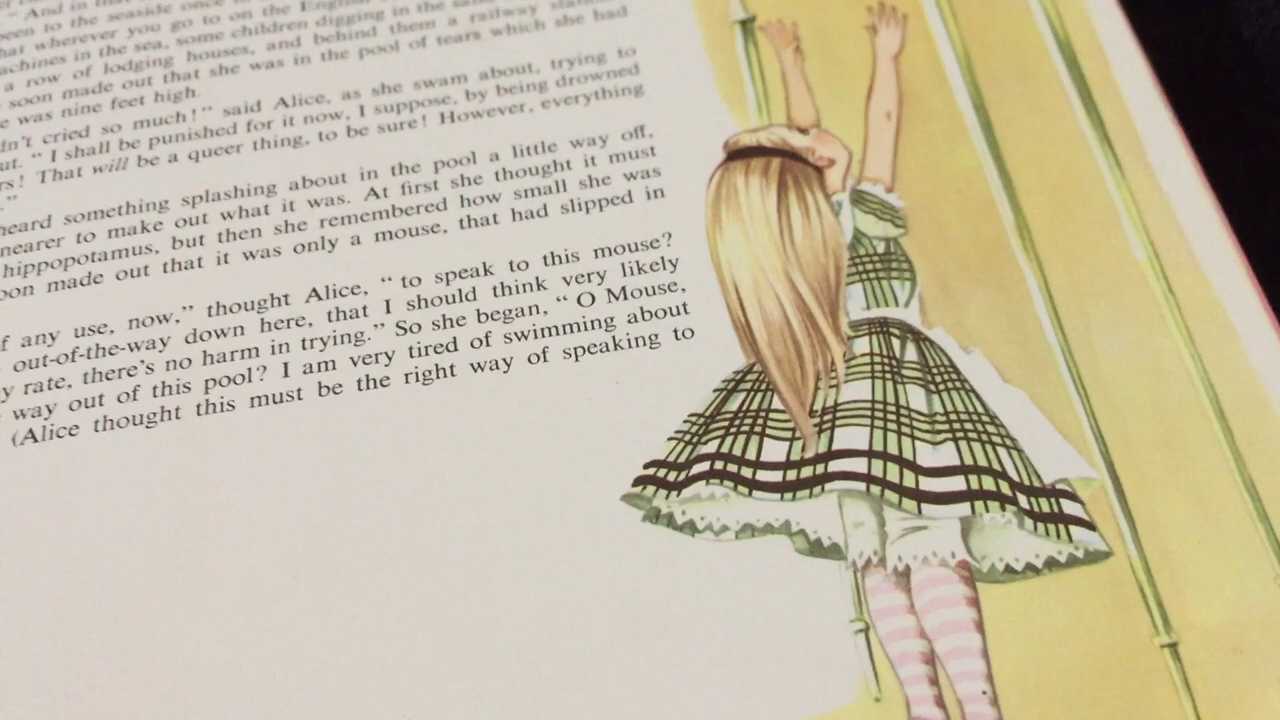 " And in that
been to the seaside once in
that wherever you go to on the English
machines in the sea, some children digging in the sand
a row of lodging houses, and behind them a railway station
soon made out that she was in the pool of tears which she had
e was nine feet high.
dn't cried so much! " said Alice, as she swam about, trying to
ut. " I shall be punished for it now, I suppose, by being drowned
rs! That will be a queer thing, to be sure! However, everything
."
heard something splashing about in the pool a little way off,
nearer to make out what it was. At first she thought it must
hippopotamus, but then she remembered how small she was
oon made out that it was only a mouse, that had slipped in
f any use, now," thought Alice, " to speak to this mouse?
out-of-the-way down here, that I should think very likely
y rate, there's no harm in trying." So she began, " O Mouse,
way out of this pool? I am very tired of swimming about
(Alice thought this must be the right way of speaking to